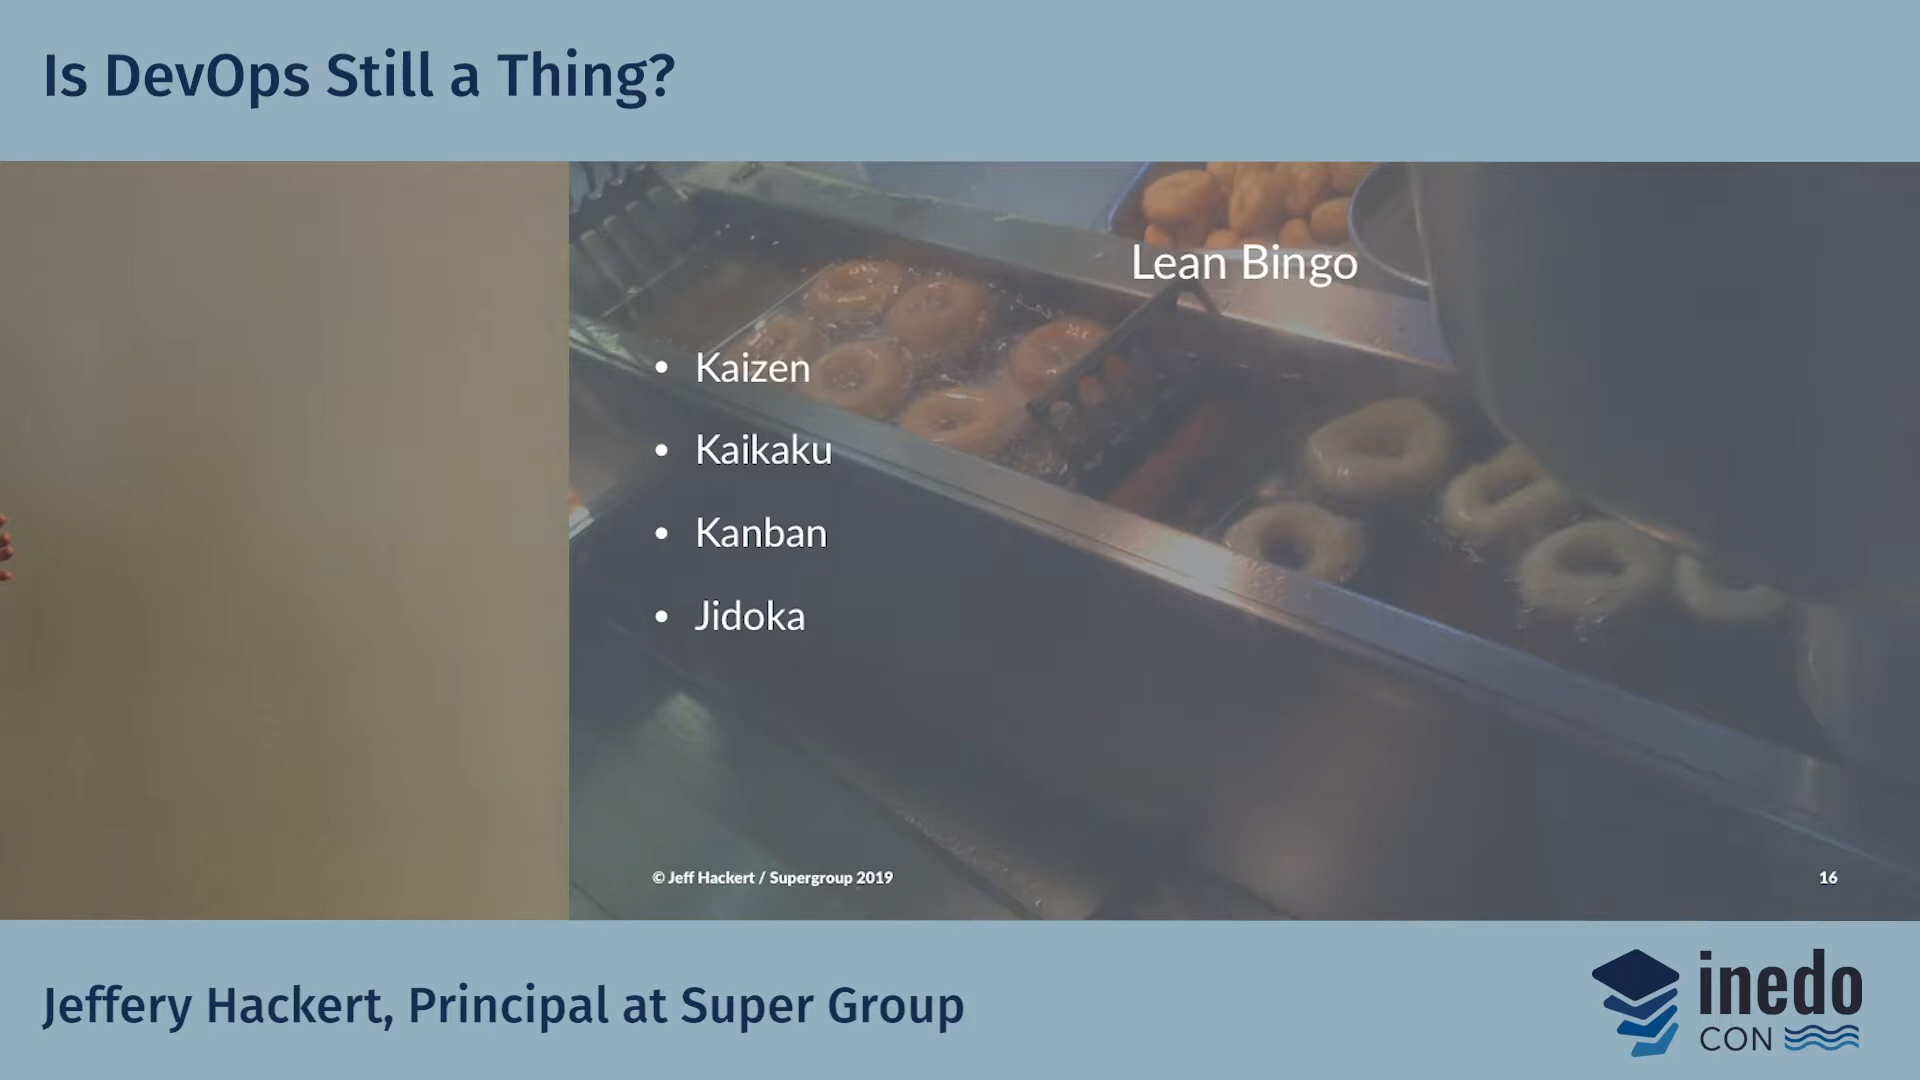 Is DevOps Still a Thing?
Lean Bingo
• Kaizen
• Kaikaku
• Kanban
• Jidoka
© Jeff Hackert / Supergroup 2019
16
Jeffery Hackert, Principal at Super Group
inedo
CON